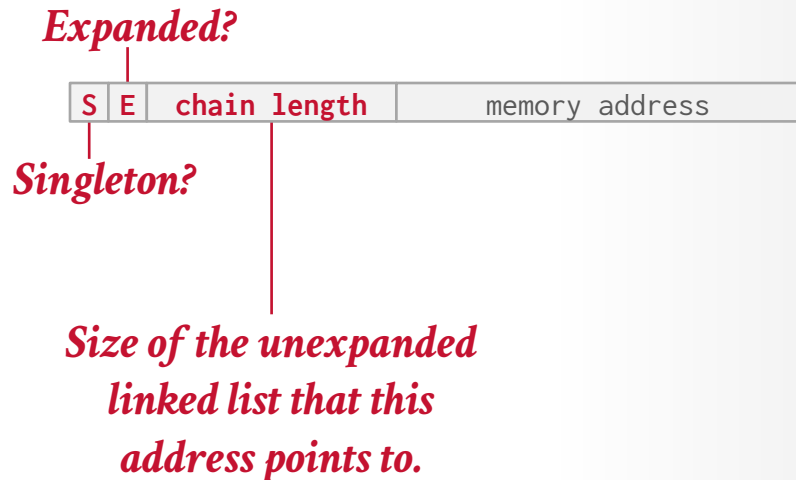 Expanded?
S E chain length memory address
Singleton?
Size of the unexpanded
linked list that this
address points to.